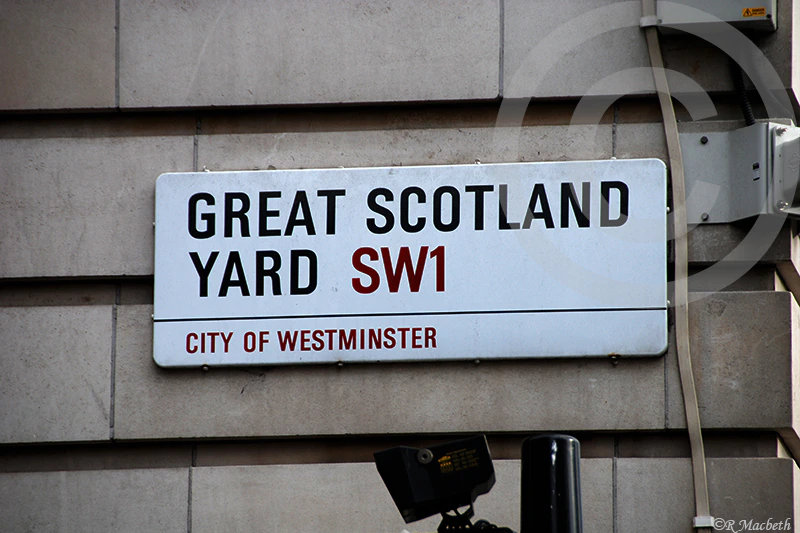 GREAT SCOTLAND
YARD SW1
CITY OF WESTMINSTER
©R Macbeth